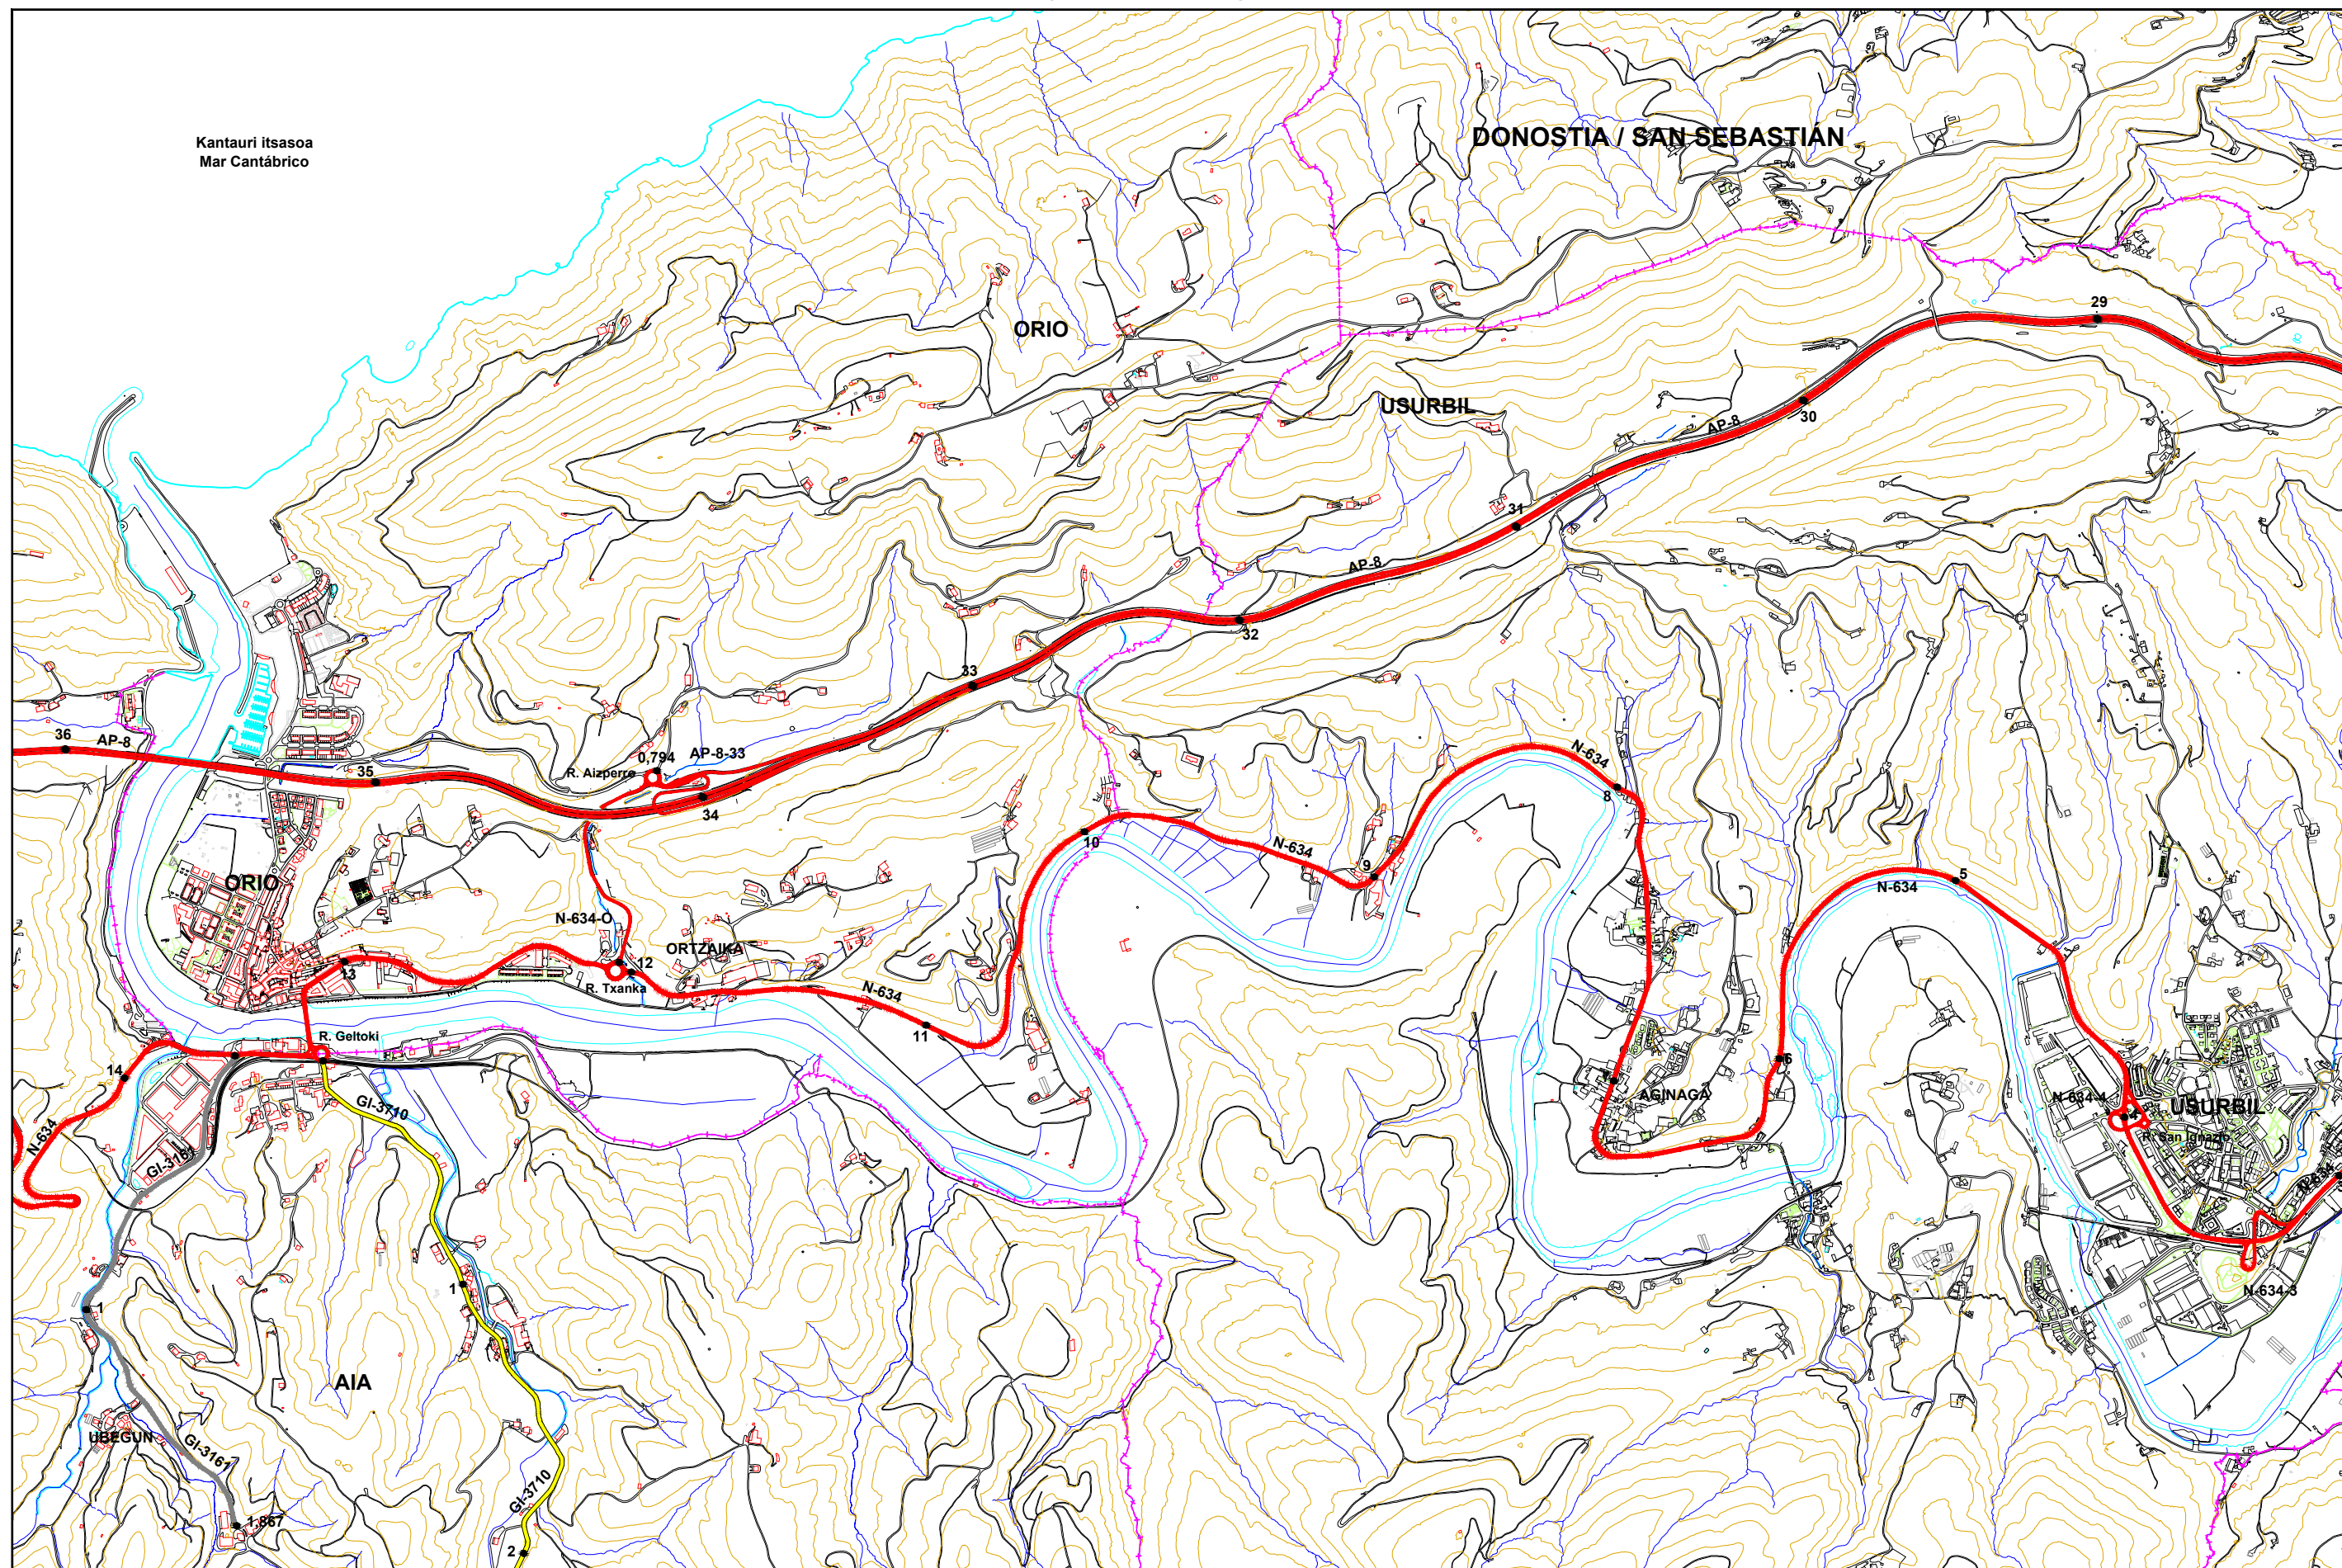 Kantauri itsasoa
Mar Cantábrico
DONOSTIA / SAN SEBASTIÁN
29
ORIO
USURBIL
30
AP-8
31
AP-8
32
33
36
AP-8
35
R. Aizperro
0,794
AP-8-33
34
N-634
8
10
N-634
9
ORIO
N-634
5
N-634-O
ORTZAIKA
13
12
R. Txanka
N-634
11
R. Geltoki
14
6
N-634
GI-3710
GI-3161
AGINAGA
N-634-4
4
USURBIL
R. San Ignazio
N-634
N-634-3
1
1
AIA
UBEGUN
GI-3161
GI-3710
1,867
2